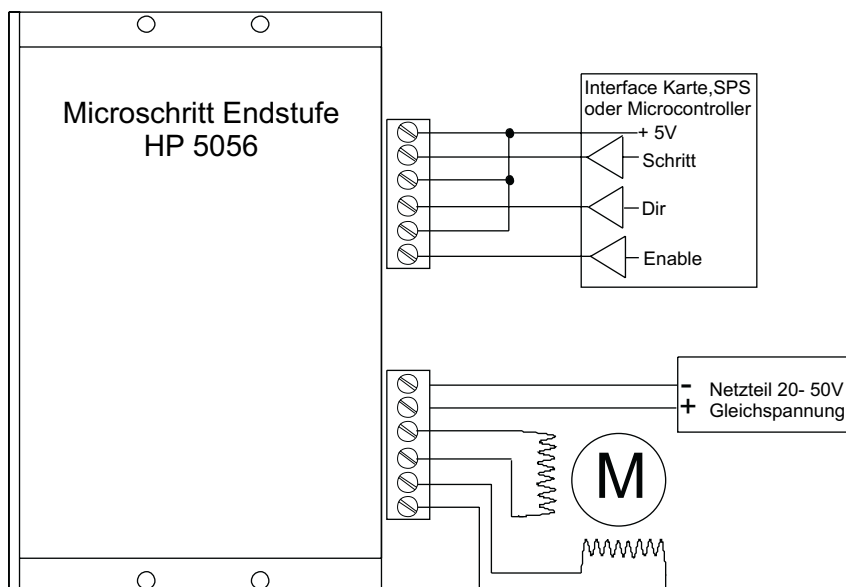 Microschritt Endstufe
HP 5056
Interface Karte,SPS
oder Microcontroller
+ 5V
Schritt
Dir
Enable
- Netzteil 20- 50V
+ Gleichspannung
M